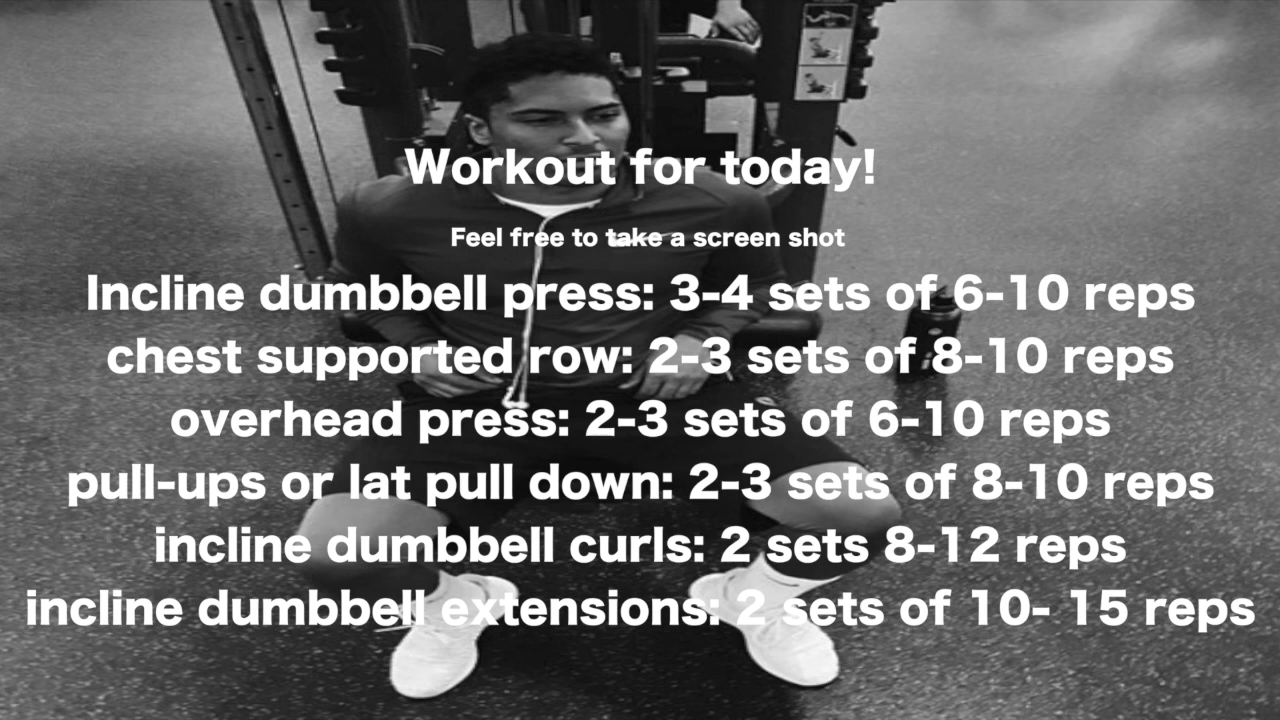 Workout for today!
Feel free to take a screen shot
Incline dumbbell press: 3-4 sets of 6-10 reps
chest supported row: 2-3 sets of 8-10 reps
overhead press: 2-3 sets of 6-10 reps
pull-ups or lat pull down: 2-3 sets of 8-10 reps
incline dumbbell curls: 2 sets 8-12 reps
incline dumbbell extensions: 2 sets of 10- 15 reps